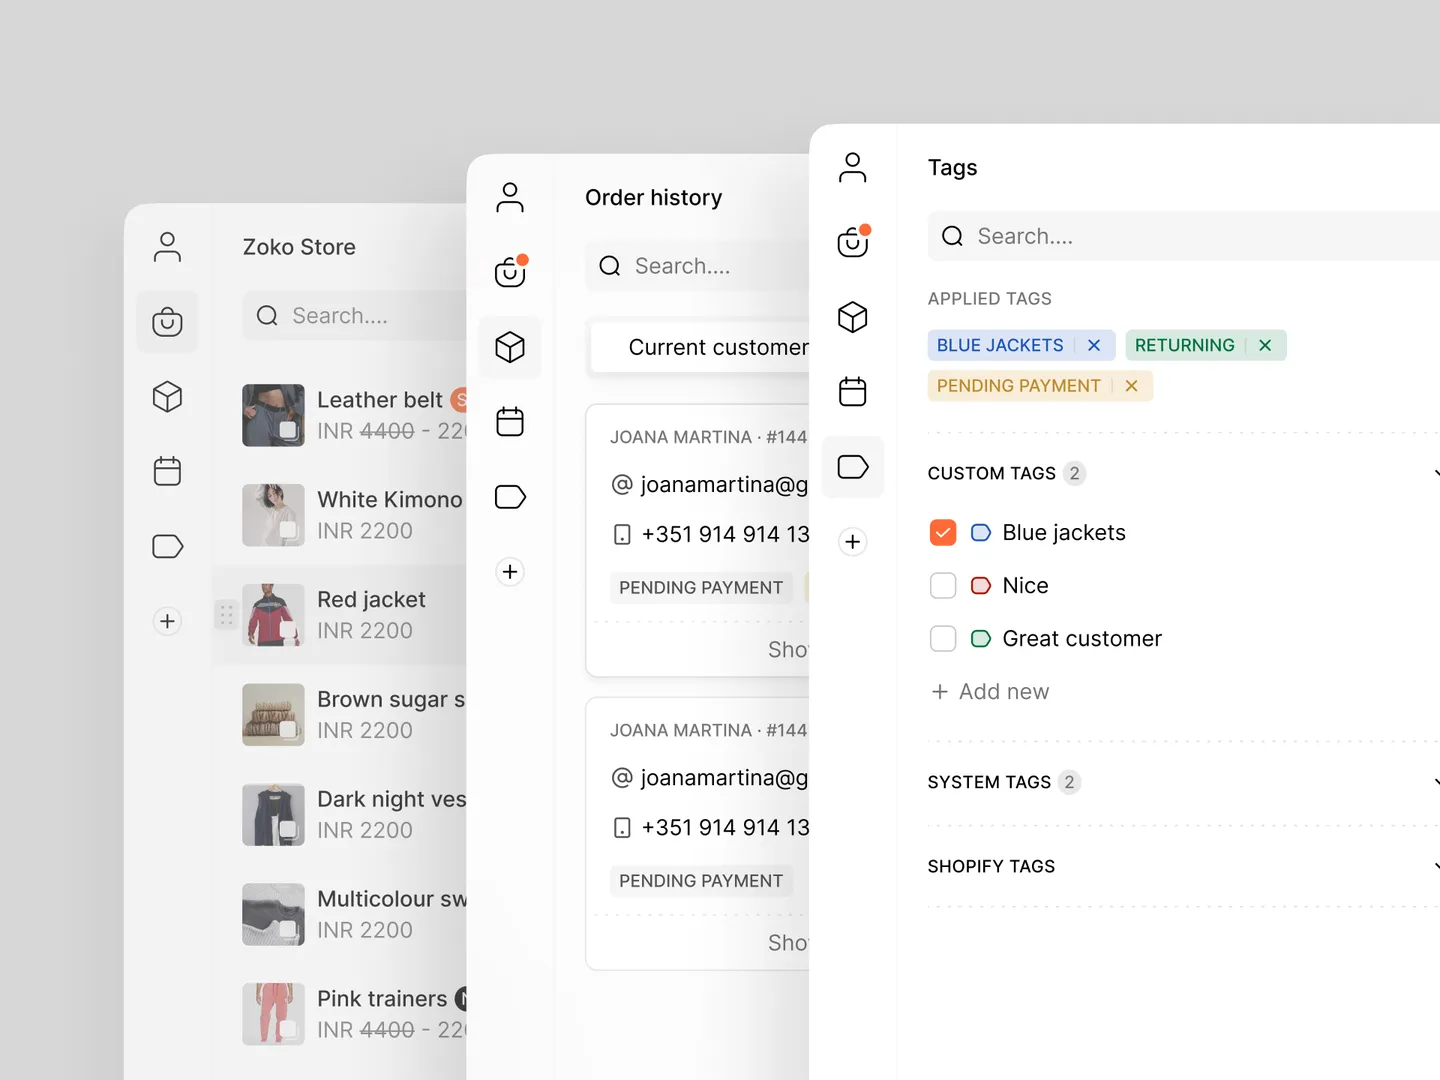 Zoko Store
Search....
Leather belt
INR 4400 - 220
White Kimono
INR 2200
Red jacket
INR 2200
Brown sugar s
INR 2200
Dark night ves
INR 2200
Multicolour sw
INR 2200
Pink trainers
INR 4400 - 220
Order history
Search....
Current customer
JOANA MARTINA · #144
@ joanamartina@g
+351 914 914 13
PENDING PAYMENT
Sho
JOANA MARTINA · #144
@ joanamartina@g
+351 914 914 13
PENDING PAYMENT
Sho
Tags
Search....
APPLIED TAGS
BLUE JACKETS
RETURNING
PENDING PAYMENT
CUSTOM TAGS 2
Blue jackets
Nice
Great customer
+ Add new
SYSTEM TAGS 2
SHOPIFY TAGS